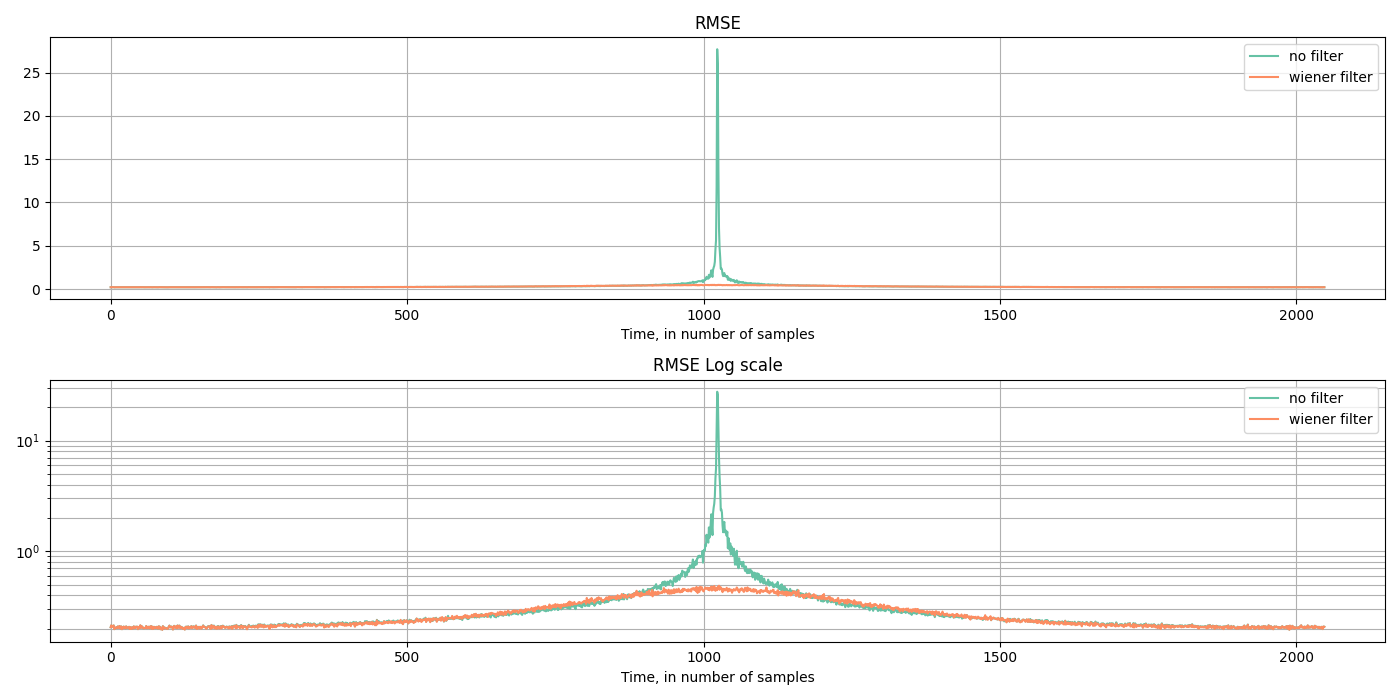 RMSE
no filter
wiener filter
25
20
15
10
5
0
0 500 1000 1500 2000
Time, in number of samples
RMSE Log scale
no filter
wiener filter
10¹
10⁰
0 500 1000 1500 2000
Time, in number of samples